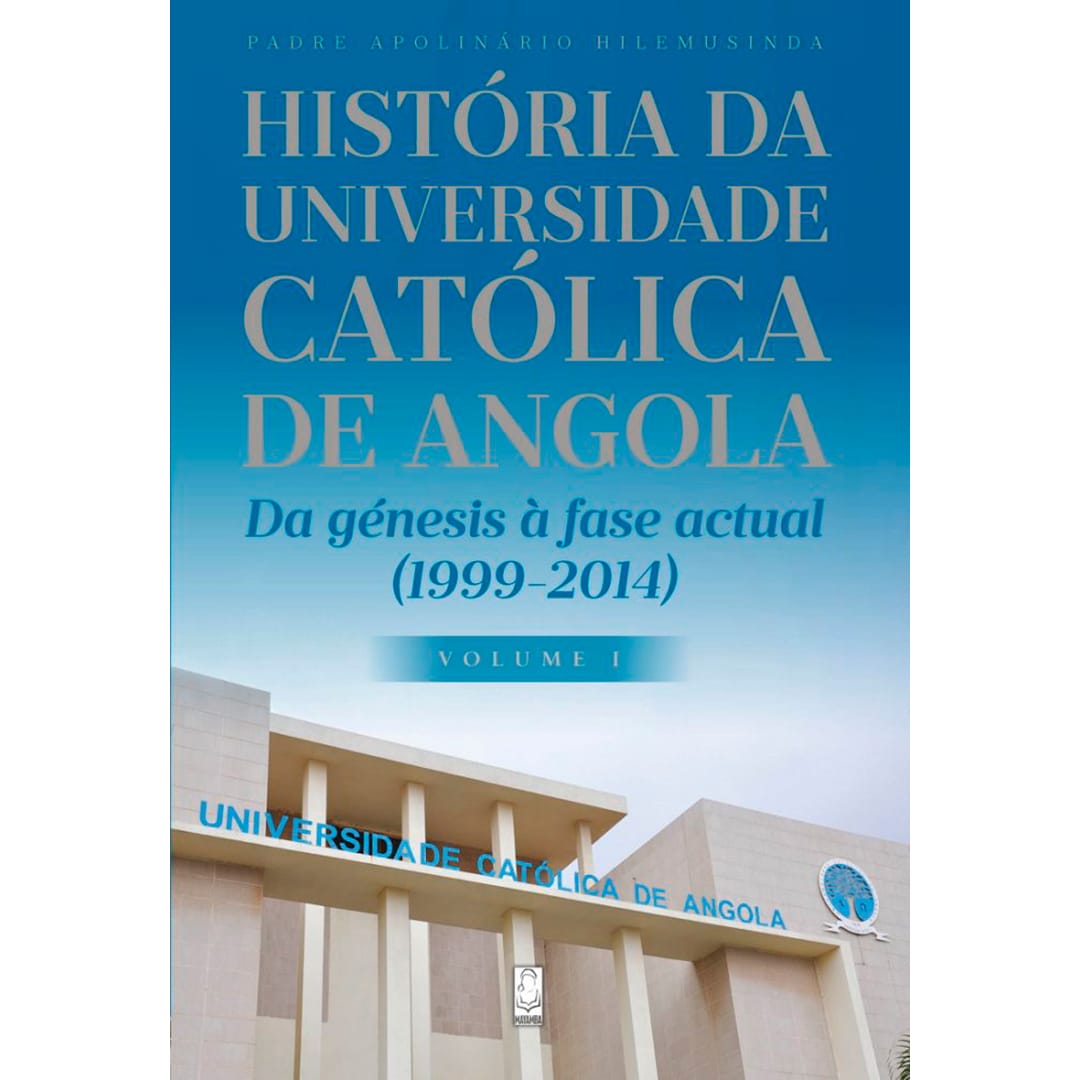 PADRE APOLINÁRIO HILEMUSINDA
HISTÓRIA DA
UNIVERSIDADE
CATÓLICA
DE ANGOLA
Da génesis à fase actual
(1999-2014)
VOLUME I
UNIVERSIDADE CATÓLICA DE ANGOLA
MAYAMBA